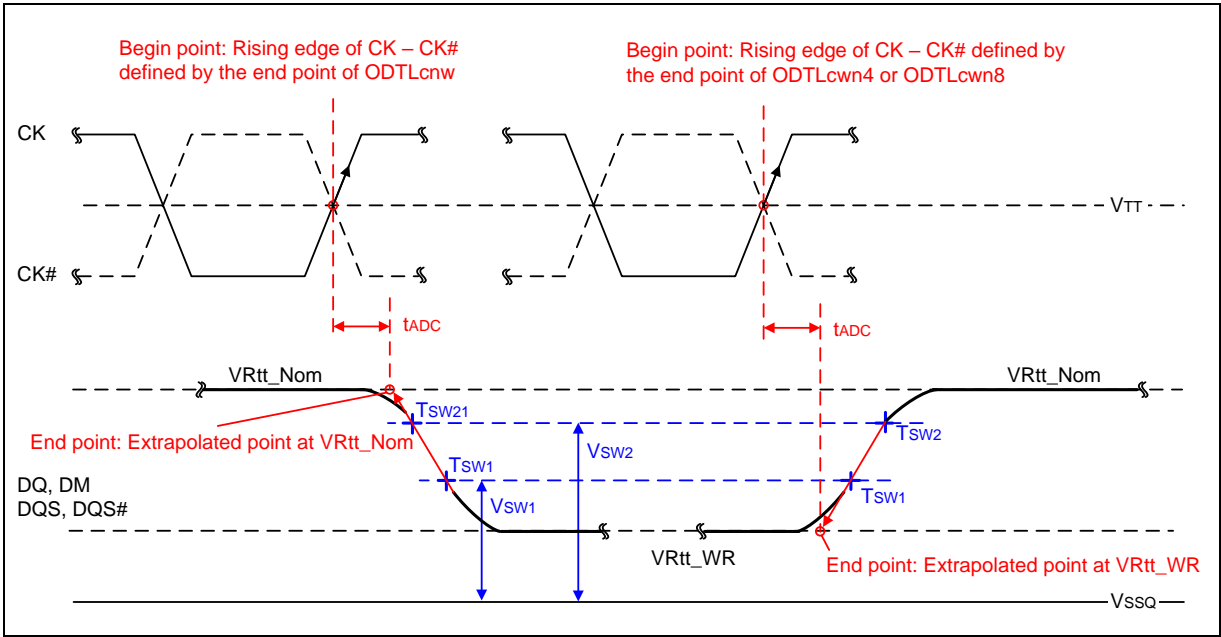 Begin point: Rising edge of CK – CK#
defined by the end point of ODTLcnw
Begin point: Rising edge of CK – CK# defined by
the end point of ODTLcwn4 or ODTLcwn8
CK
VTT
CK#
tADC
tADC
VRtt_Nom
VRtt_Nom
TSW21
End point: Extrapolated point at VRtt_Nom
TSW2
VSW2
TSW1
DQ, DM
DQS, DQS#
VSW1
TSW1
VRtt_WR
End point: Extrapolated point at VRtt_WR
VSSQ